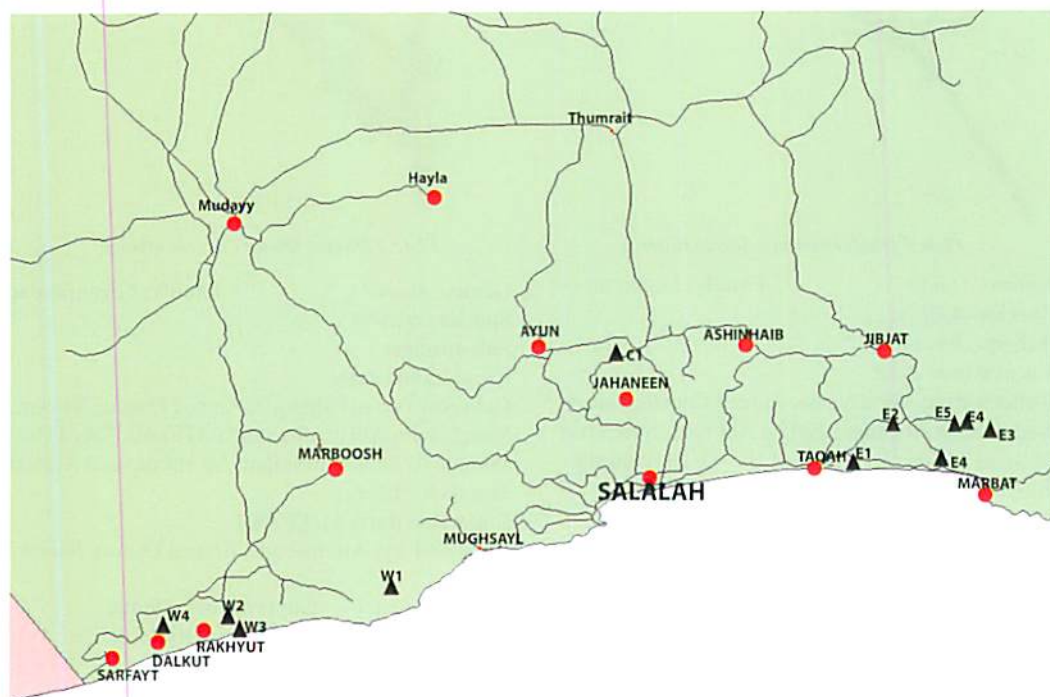 Thumrait
Hayla
Mudayy
AYUN
ASHINHAIB
JIBJAT
C1
JAHANEEN
E2
E5
E4
E3
MARBOOSH
TAQAH
E1
E4
SALALAH
MARBAT
MUGHSAYL
W1
W2
W4
W3
RAKHYUT
DALKUT
SARFAYT